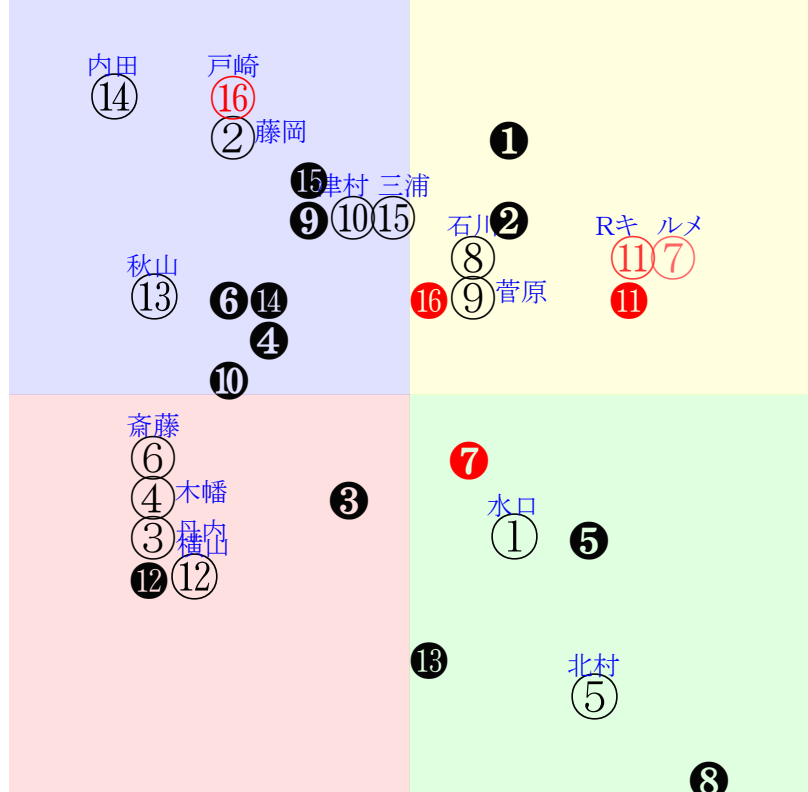 内田 戸崎
⑭ ⑯
② 藤岡 ❶
⓯ 津村 三浦
❾ ⑩ ⑮ 石川 ❷ Rキ ルメ
⑧ ⑪ ⑦
秋山
⑬ ❻ ⓮ ⓰ ⑨ 菅原 ⓫
❹
❿
斎藤
⑥ ❼
④ 木幡 ❸ 水口
③ 丹内 ① ❺
横山
⓬ ⑫
⓭ 北村
⑤
❽